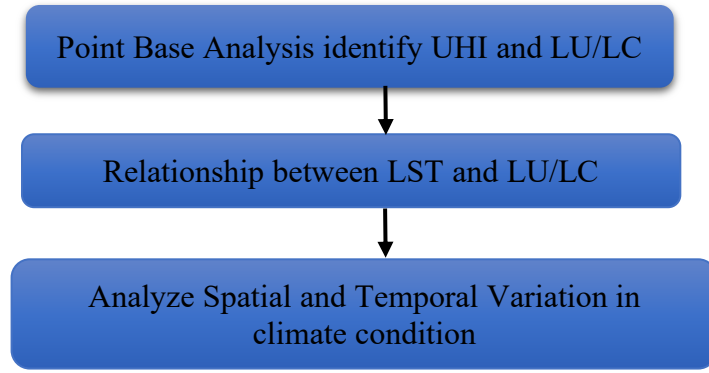 Point Base Analysis identify UHI and LU/LC
Relationship between LST and LU/LC
Analyze Spatial and Temporal Variation in
climate condition